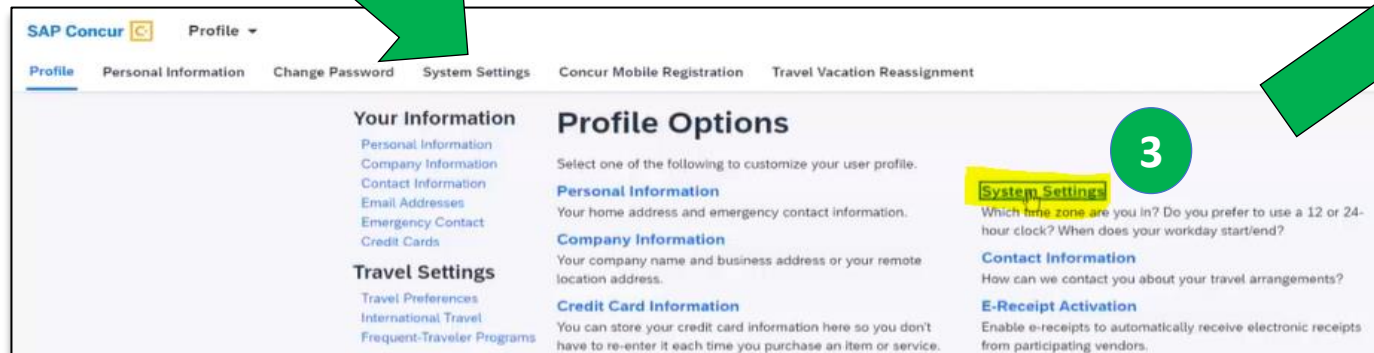 SAP Concur C Profile
Profile Personal Information Change Password System Settings Concur Mobile Registration Travel Vacation Reassignment
Your Information
Personal Information
Company Information
Contact Information
Email Addresses
Emergency Contact
Credit Cards
Travel Settings
Travel Preferences
International Travel
Frequent-Traveler Programs
Profile Options
Select one of the following to customize your user profile.
Personal Information
Your home address and emergency contact information.
Company Information
Your company name and business address or your remote
location address.
Credit Card Information
You can store your credit card information here so you don't
have to re-enter it each time you purchase an item or service.
3
System Settings
Which time zone are you in? Do you prefer to use a 12 or 24-
hour clock? When does your workday start/end?
Contact Information
How can we contact you about your travel arrangements?
E-Receipt Activation
Enable e-receipts to automatically receive electronic receipts
from participating vendors.